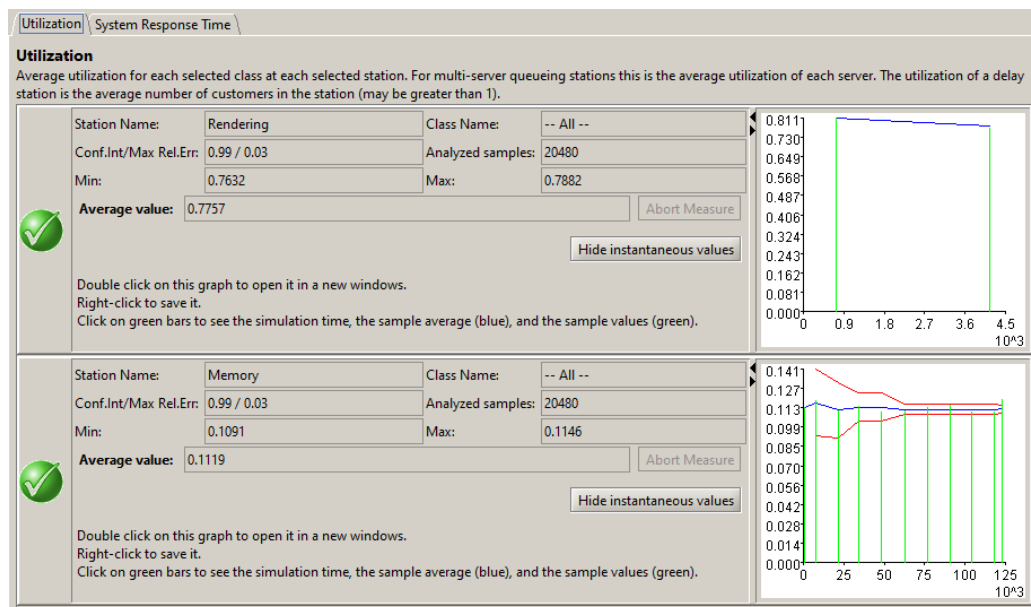 Utilization System Response Time
Utilization
Average utilization for each selected class at each selected station. For multi-server queueing stations this is the average utilization of each server. The utilization of a delay
station is the average number of customers in the station (may be greater than 1).
Station Name: Rendering Class Name: -- All --
Conf.Int/Max Rel.Err: 0.99 / 0.03 Analyzed samples: 20480
Min: 0.7632 Max: 0.7882
Average value: 0.7757 Abort Measure
Hide instantaneous values
Double click on this graph to open it in a new windows.
Right-click to save it.
Click on green bars to see the simulation time, the sample average (blue), and the sample values (green).
0.811
0.730
0.649
0.568
0.487
0.406
0.324
0.243
0.162
0.081
0.000
0 0.9 1.8 2.7 3.6 4.5
10^3
Station Name: Memory Class Name: -- All --
Conf.Int/Max Rel.Err: 0.99 / 0.03 Analyzed samples: 20480
Min: 0.1091 Max: 0.1146
Average value: 0.1119 Abort Measure
Hide instantaneous values
Double click on this graph to open it in a new windows.
Right-click to save it.
Click on green bars to see the simulation time, the sample average (blue), and the sample values (green).
0.141
0.127
0.113
0.099
0.085
0.070
0.056
0.042
0.028
0.014
0.000
0 25 50 75 100 125
10^3